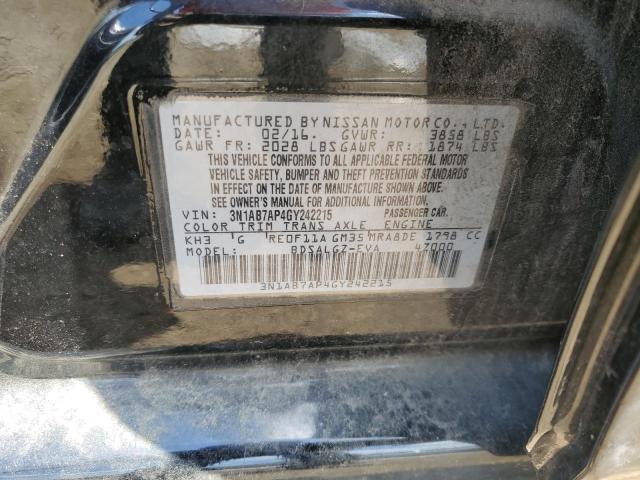 MANUFACTURED BY NISSAN MOTOR CO., LTD.
DATE: 02/16. GVWR: 3858 LBS
GAWR FR: 2028 LBS GAWR RR: 1874 LBS
THIS VEHICLE CONFORMS TO ALL APPLICABLE FEDERAL MOTOR
VEHICLE SAFETY, BUMPER AND THEFT PREVENTION STANDARDS
IN EFFECT ON THE DATE OF MANUFACTURE SHOWN ABOVE.
SEE OWNER'S MANUAL FOR ADDITIONAL INFORMATION.
VIN: 3N1AB7AP4GY242215 PASSENGER CAR.
COLOR TRIM TRANS AXLE ENGINE
KH3 'G RE0F11A GM35 MRA8DE 1798 CC
MODEL: BDSALGZ-EVA 47000
3N1AB7AP4GY242215